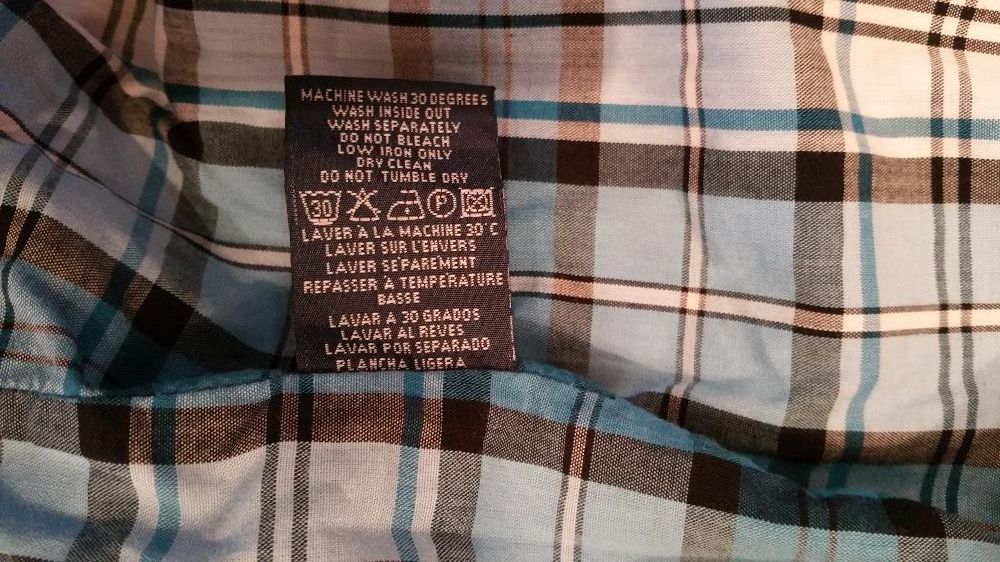 MACHINE WASH 30 DEGREES
WASH INSIDE OUT
WASH SEPARATELY
DO NOT BLEACH
LOW IRON ONLY
DRY CLEAN
DO NOT TUMBLE DRY
30 P
LAVER A LA MACHINE 30°C
LAVER SUR L'ENVERS
LAVER SEPAREMENT
REPASSER À TEMPÉRATURE
BASSE
LAVAR A 30 GRADOS
LAVAR AL REVES
LAVAR POR SEPARADO
PLANCHA LIGERA